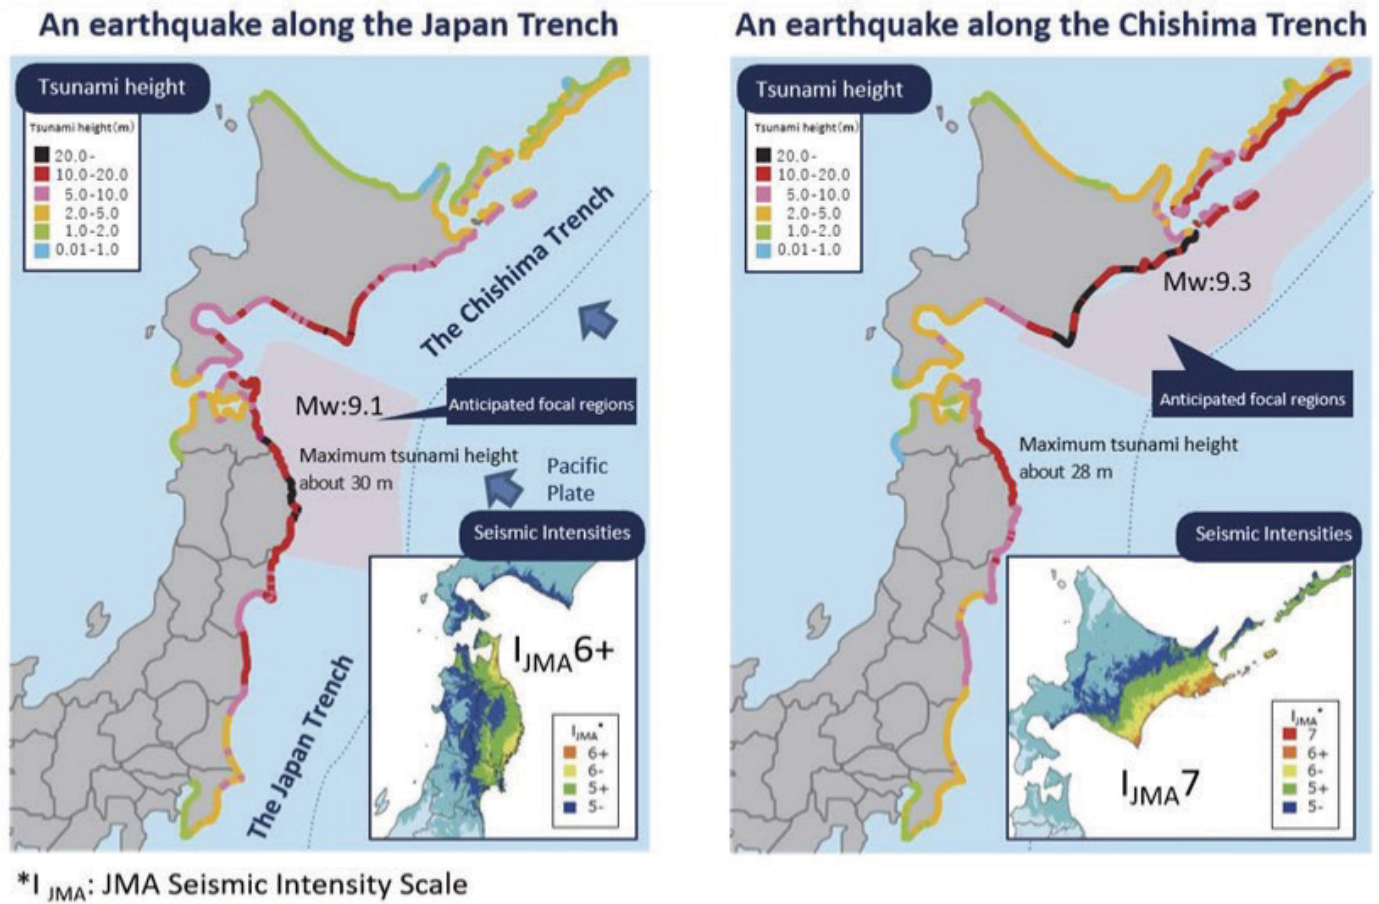 An earthquake along the Japan Trench
Tsunami height
Tsunami height(m)
20.0-
10.0-20.0
5.0-10.0
2.0-5.0
1.0-2.0
0.01-1.0
The Chishima Trench
Mw:9.1
Anticipated focal regions
Maximum tsunami height
about 30 m
Pacific
Plate
The Japan Trench
Seismic Intensities
IJMA6+
IJMA*
6+
6-
5+
5-
An earthquake along the Chishima Trench
Tsunami height
Tsunami height(m)
20.0-
10.0-20.0
5.0-10.0
2.0-5.0
1.0-2.0
0.01-1.0
Mw:9.3
Anticipated focal regions
Maximum tsunami height
about 28 m
Seismic Intensities
IJMA7
IJMA*
7
6+
6-
5+
5-
*I JMA: JMA Seismic Intensity Scale